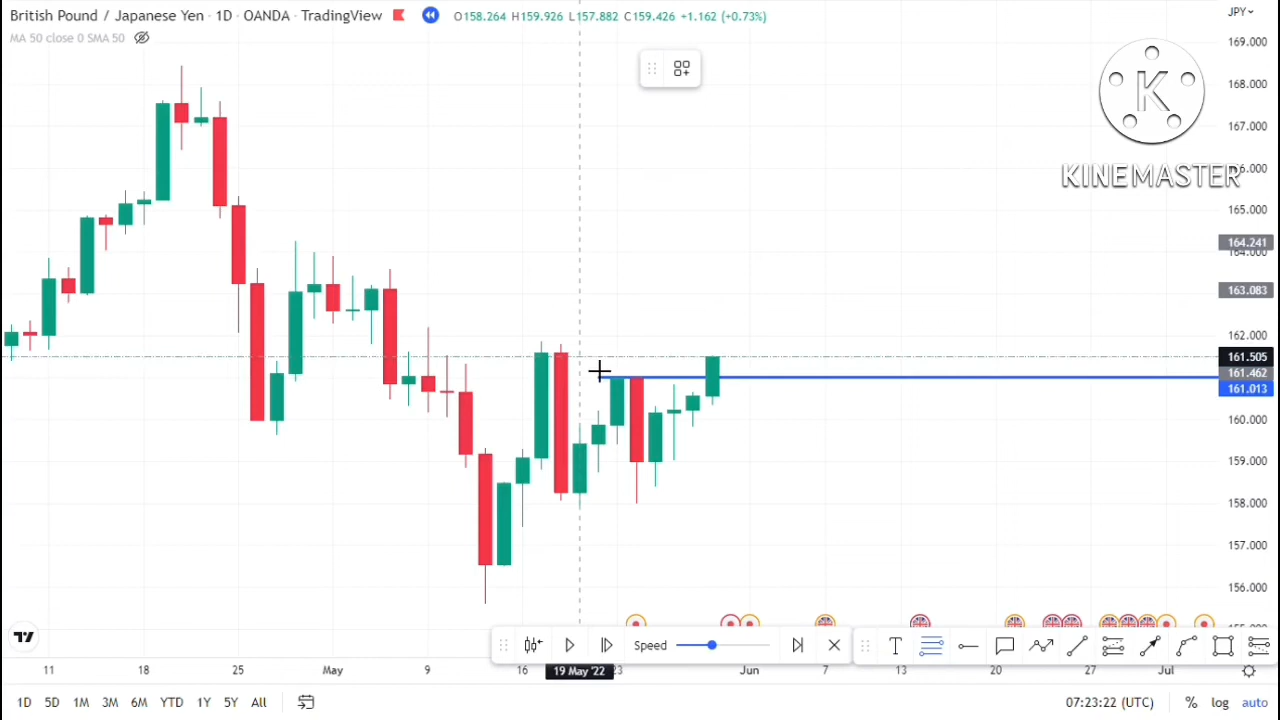 British Pound / Japanese Yen · 1D · OANDA · TradingView O158.264 H159.926 L157.882 C159.426 +1.162 (+0.73%) JPY
MA 50 close 0 SMA 50
169.000
168.000
K
167.000
KINEMASTER
165.000
164.241
164.000
163.083
162.000
161.505
161.462
161.013
160.000
159.000
158.000
157.000
156.000
Speed
T
11 18 25 May 9 16 19 May '22 23 Jun 7 13 20 27 Jul
1D 5D 1M 3M 6M YTD 1Y 5Y All 07:23:22 (UTC) % log auto